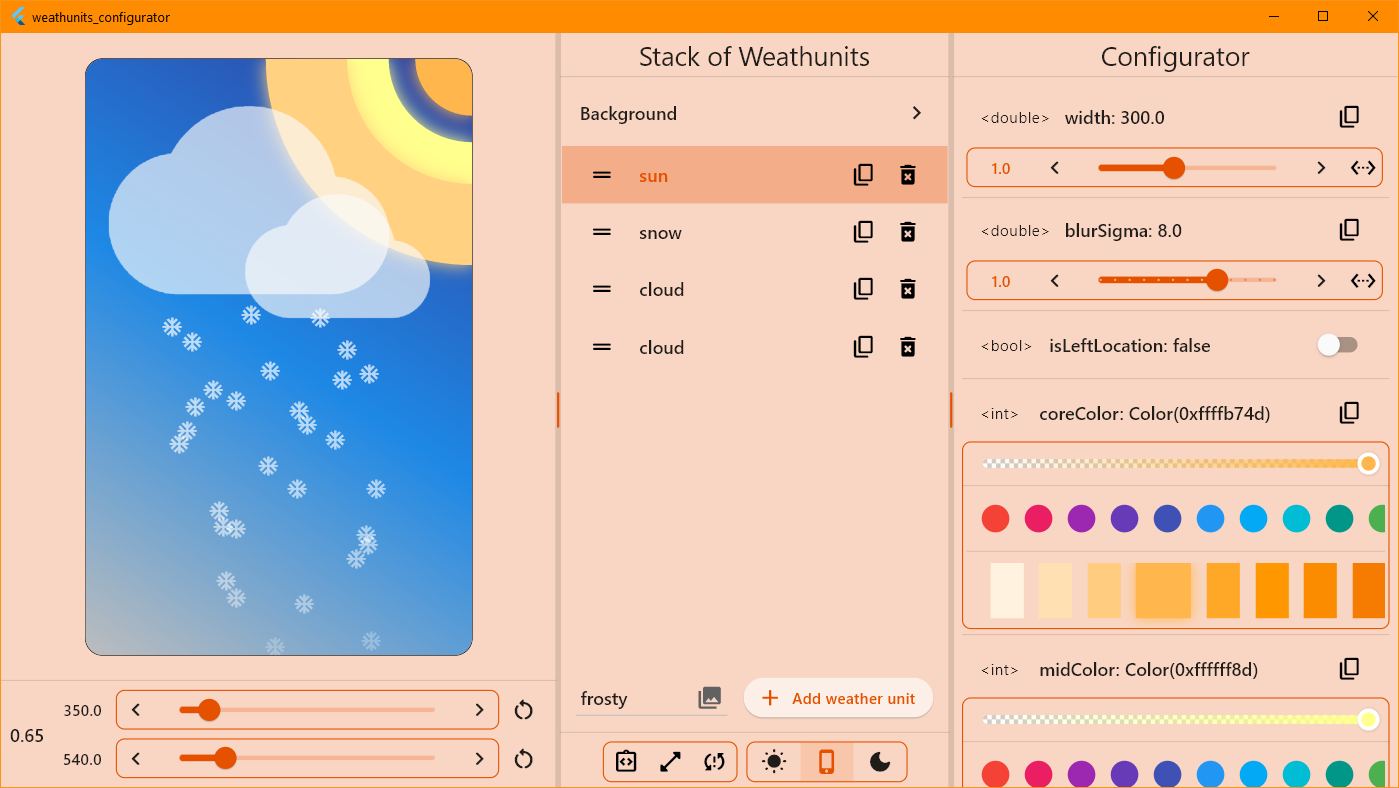 weathunits_configurator
350.0
0.65
540.0
Stack of Weathunits
Background
sun
snow
cloud
cloud
frosty
Add weather unit
Configurator
<double> width: 300.0
1.0
<double> blurSigma: 8.0
1.0
<bool> isLeftLocation: false
<int> coreColor: Color(0xffffb74d)
<int> midColor: Color(0xffffff8d)